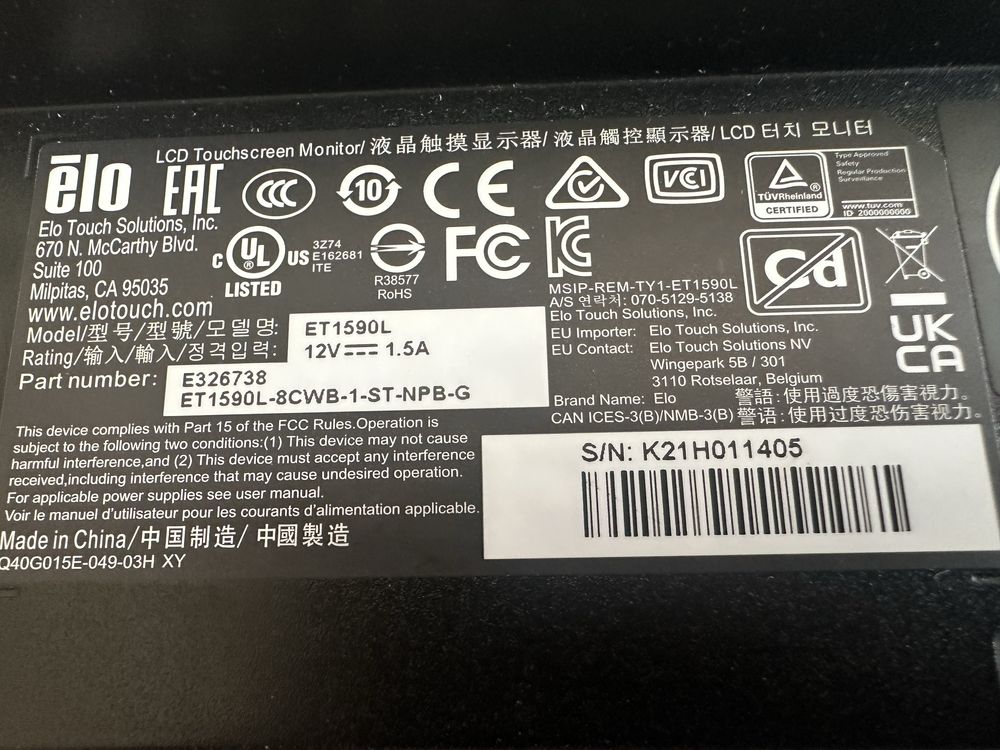 LCD Touchscreen Monitor/液晶触摸显示器/液晶觸控顯示器/LCD 터치 모니터
ēlo
EAC
CCC
10
CE
VCI
TÜVRheinland ®
CERTIFIED
Type Approved
Safety
Regular Production
Surveillance
www.tuv.com
ID 2000000000
Elo Touch Solutions, Inc.
670 N. McCarthy Blvd.
Suite 100
Milpitas, CA 95035
www.elotouch.com
C UL US
LISTED
3Z74
E162681
ITE
R38577
RoHS
FC
KC
Cd
MSIP-REM-TY1-ET1590L
A/S 연락처: 070-5129-5138
Elo Touch Solutions, Inc.
EU Importer: Elo Touch Solutions, Inc.
EU Contact: Elo Touch Solutions NV
Wingepark 5B / 301
3110 Rotselaar, Belgium
Brand Name: Elo 警語: 使用過度恐傷害視力。
CAN ICES-3(B)/NMB-3(B) 警语: 使用过度恐伤害视力。
UK
CA
Model/型号/型號/모델명: ET1590L
Rating/输入/輸入/정격입력: 12V 1.5A
Part number: E326738
ET1590L-8CWB-1-ST-NPB-G
This device complies with Part 15 of the FCC Rules.Operation is
subject to the following two conditions:(1) This device may not cause
harmful interference,and (2) This device must accept any interference
received,including interference that may cause undesired operation.
For applicable power supplies see user manual.
Voir le manuel d'utilisateur pour les courants d'alimentation applicable.
Made in China/中国制造/ 中國製造
Q40G015E-049-03H XY
S/N: K21H011405